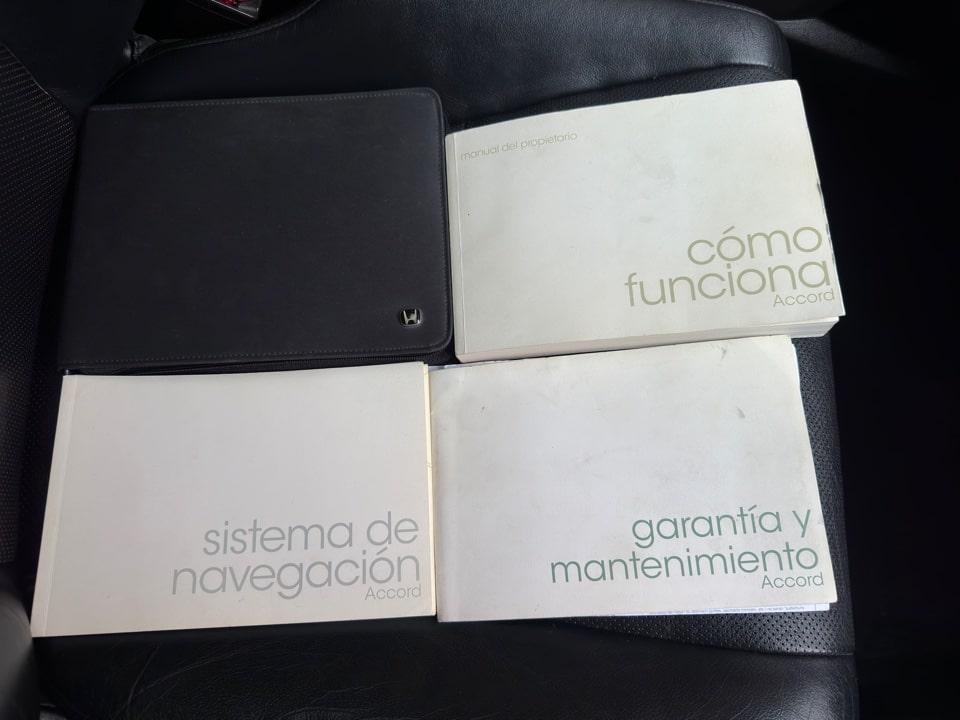 manual del propietario
cómo
funciona
Accord
sistema de
navegación
Accord
garantía y
mantenimiento
Accord